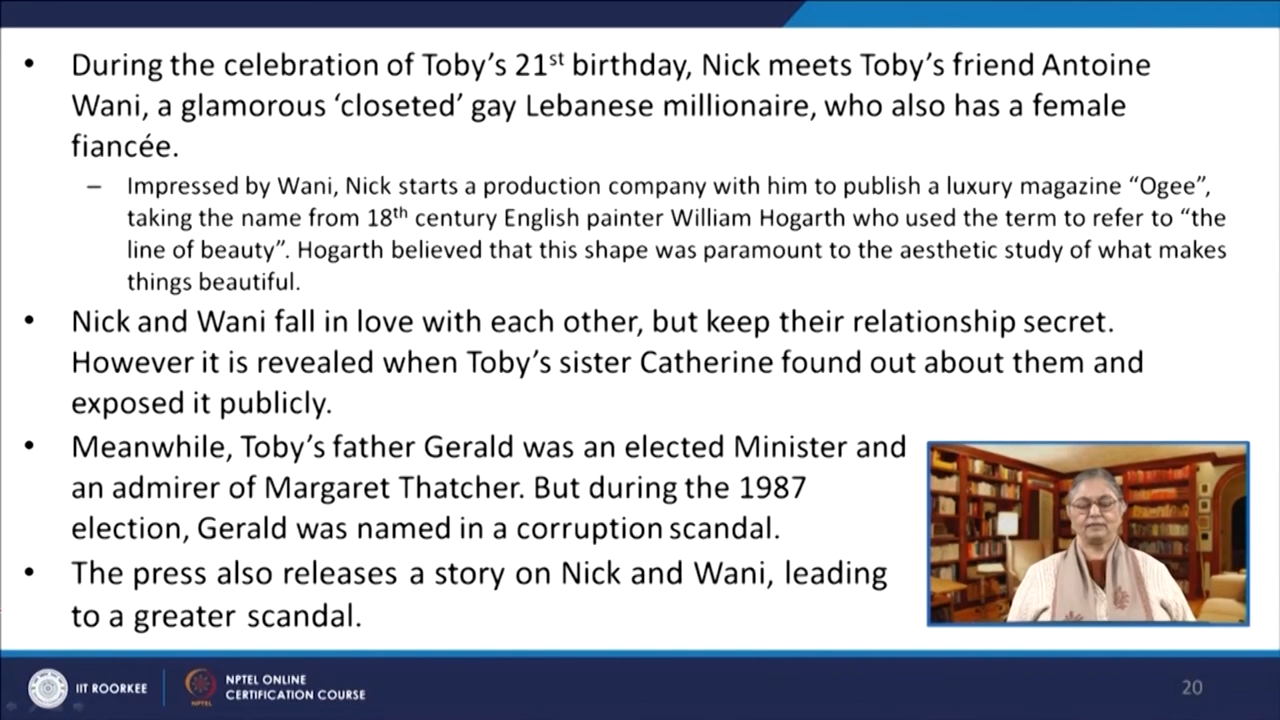 • During the celebration of Toby’s 21st birthday, Nick meets Toby’s friend Antoine
Wani, a glamorous ‘closeted’ gay Lebanese millionaire, who also has a female
fiancée.
– Impressed by Wani, Nick starts a production company with him to publish a luxury magazine “Ogee”,
taking the name from 18th century English painter William Hogarth who used the term to refer to “the
line of beauty”. Hogarth believed that this shape was paramount to the aesthetic study of what makes
things beautiful.
• Nick and Wani fall in love with each other, but keep their relationship secret.
However it is revealed when Toby’s sister Catherine found out about them and
exposed it publicly.
• Meanwhile, Toby’s father Gerald was an elected Minister and
an admirer of Margaret Thatcher. But during the 1987
election, Gerald was named in a corruption scandal.
• The press also releases a story on Nick and Wani, leading
to a greater scandal.
IIT ROORKEE
NPTEL
NPTEL ONLINE
CERTIFICATION COURSE
20